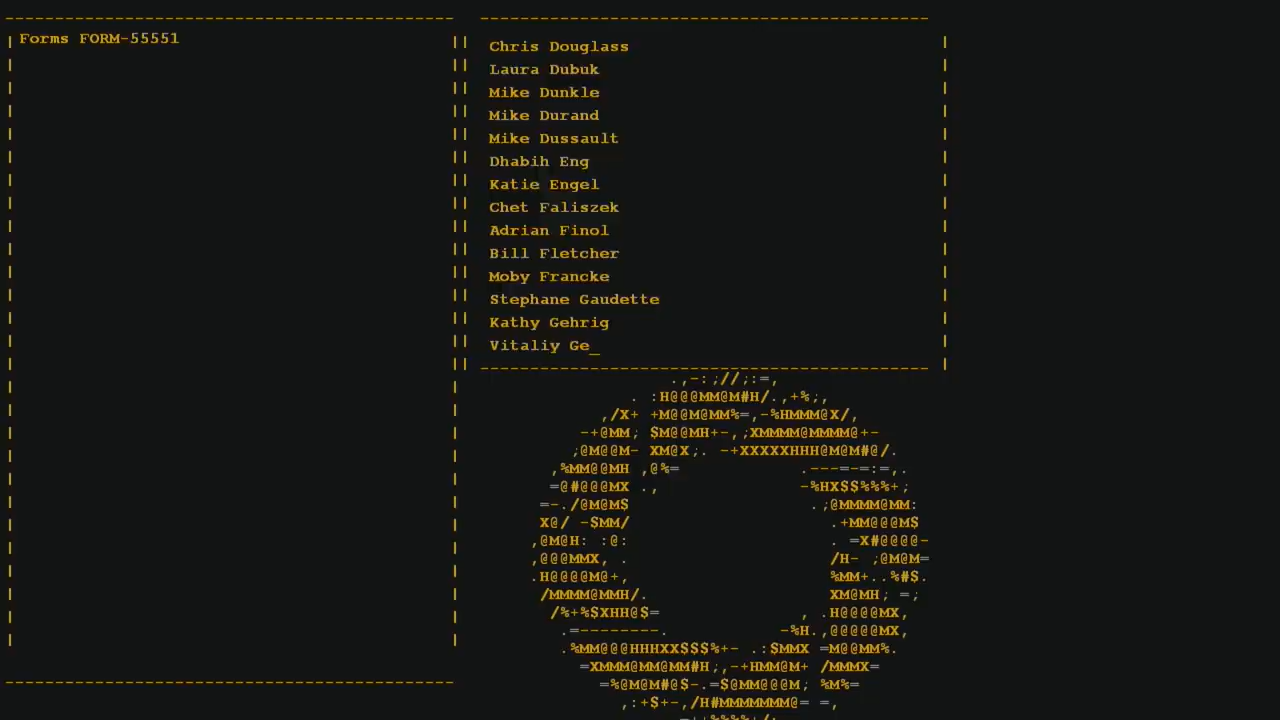 Forms FORM-55551
Chris Douglass
Laura Dubuk
Mike Dunkle
Mike Durand
Mike Dussault
Dhabih Eng
Katie Engel
Chet Faliszek
Adrian Finol
Bill Fletcher
Moby Francke
Stephane Gaudette
Kathy Gehrig
Vitaliy Ge_